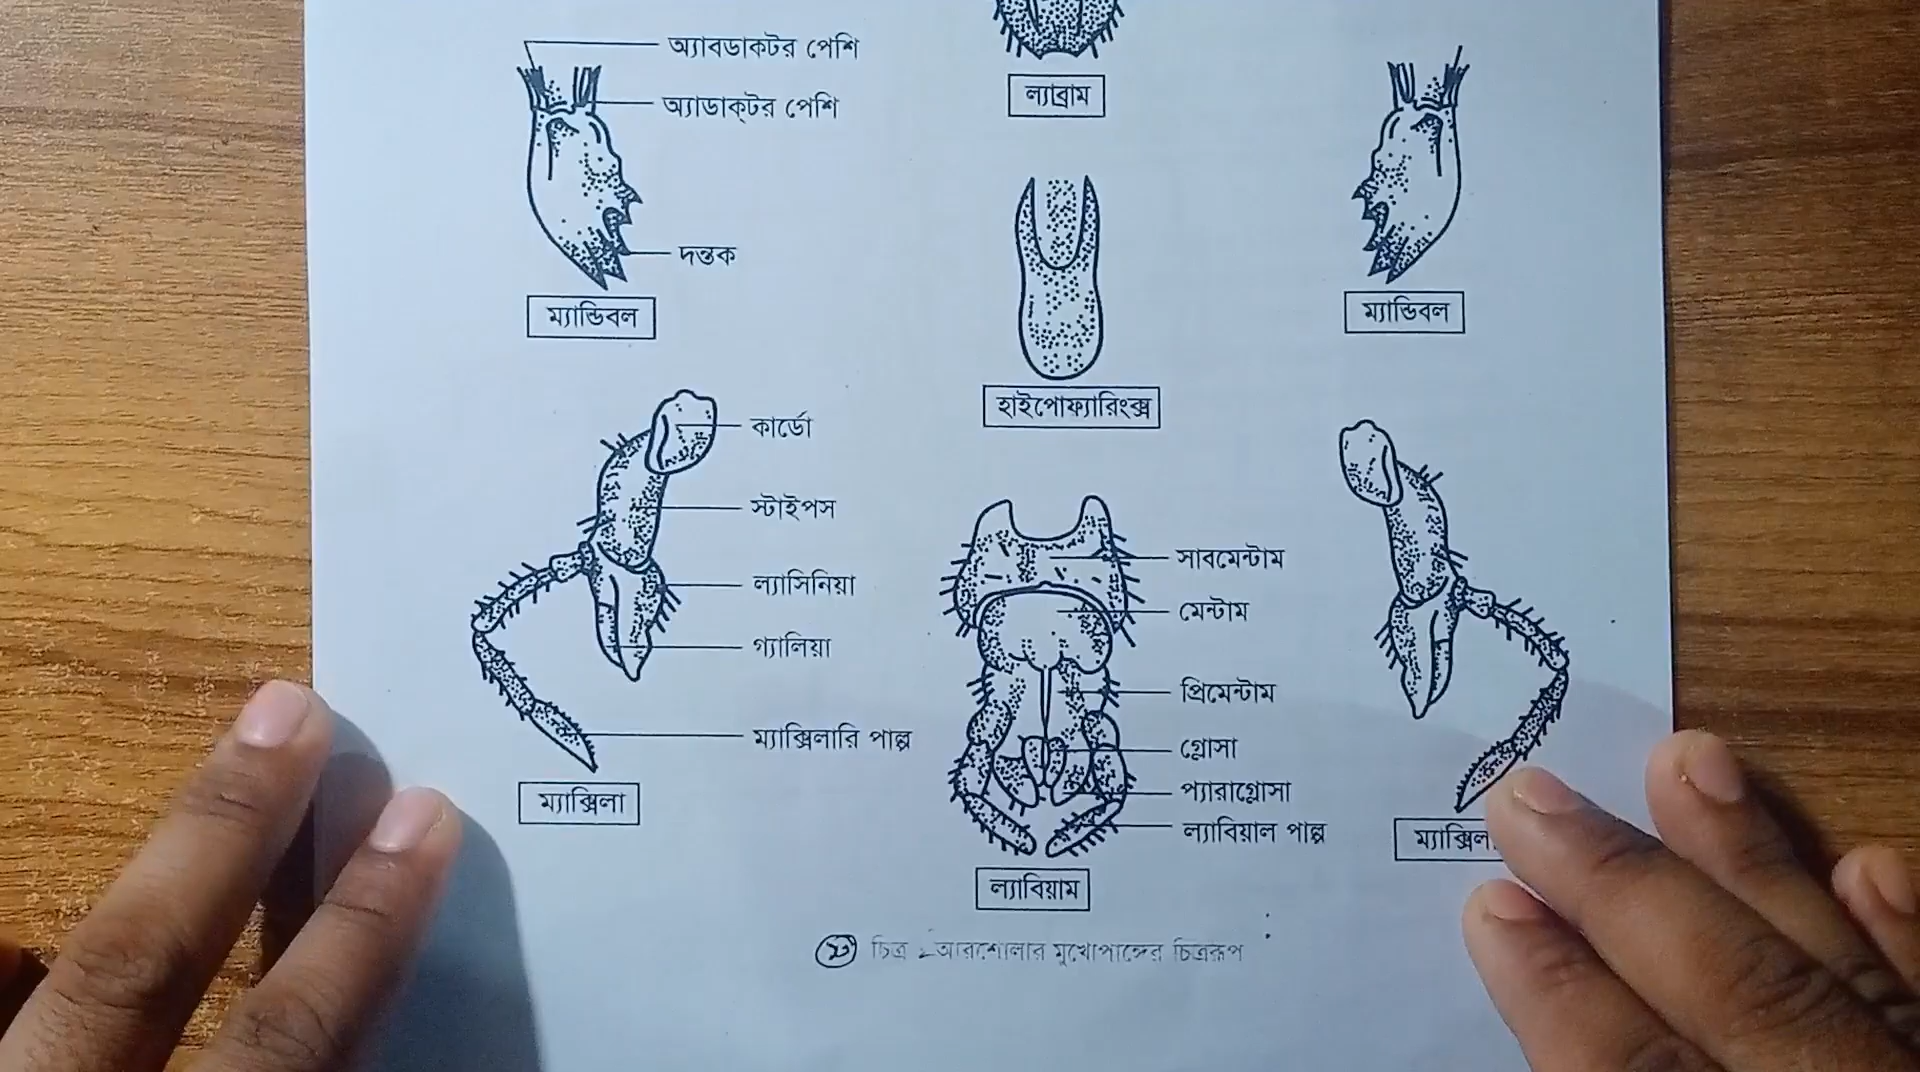 অ্যাবডাকটর পেশি
অ্যাডাক্টর পেশি
দন্তক
ম্যান্ডিবল
ল্যাব্রাম
হাইপোফ্যারিংক্স
ম্যান্ডিবল
কার্ডো
স্টাইপস
ল্যাসিনিয়া
গ্যালিয়া
ম্যাক্সিলারি পাল্প
ম্যাক্সিলা
সাবমেন্টাম
মেন্টাম
প্রিমেন্টাম
গ্লোসা
প্যারাগ্লোসা
ল্যাবিয়াল পাল্প
ল্যাবিয়াম
চিত্র : আরশোলার মুখোপাঙ্গের চিত্ররূপ